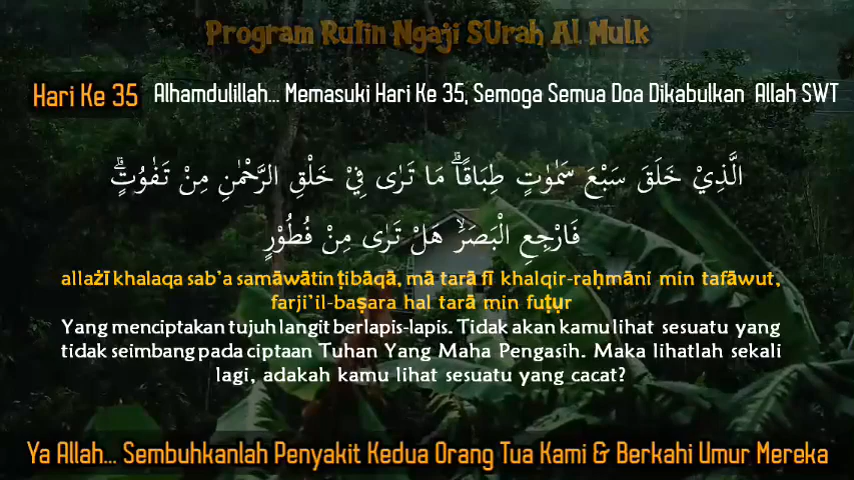 Program Rutin Ngaji SUrah Al Mulk
Hari Ke 35 Alhamdulillah... Memasuki Hari Ke 35, Semoga Semua Doa Dikabulkan Allah SWT
الَّذِيْ خَلَقَ سَبْعَ سَمٰوٰتٍ طِبَاقًاۗ مَا تَرٰى فِيْ خَلْقِ الرَّحْمٰنِ مِنْ تَفٰوُتٍۗ
فَارْجِعِ الْبَصَرَۙ هَلْ تَرٰى مِنْ فُطُوْرٍ
allażī khalaqa sab'a samāwātin ṭibāqā, mā tarā fī khalqir-raḥmāni min tafāwut,
farji'il-baṣara hal tarā min fuṭụr
Yang menciptakan tujuh langit berlapis-lapis. Tidak akan kamu lihat sesuatu yang
tidak seimbang pada ciptaan Tuhan Yang Maha Pengasih. Maka lihatlah sekali
lagi, adakah kamu lihat sesuatu yang cacat?
Ya Allah... Sembuhkanlah Penyakit Kedua Orang Tua Kami & Berkahi Umur Mereka